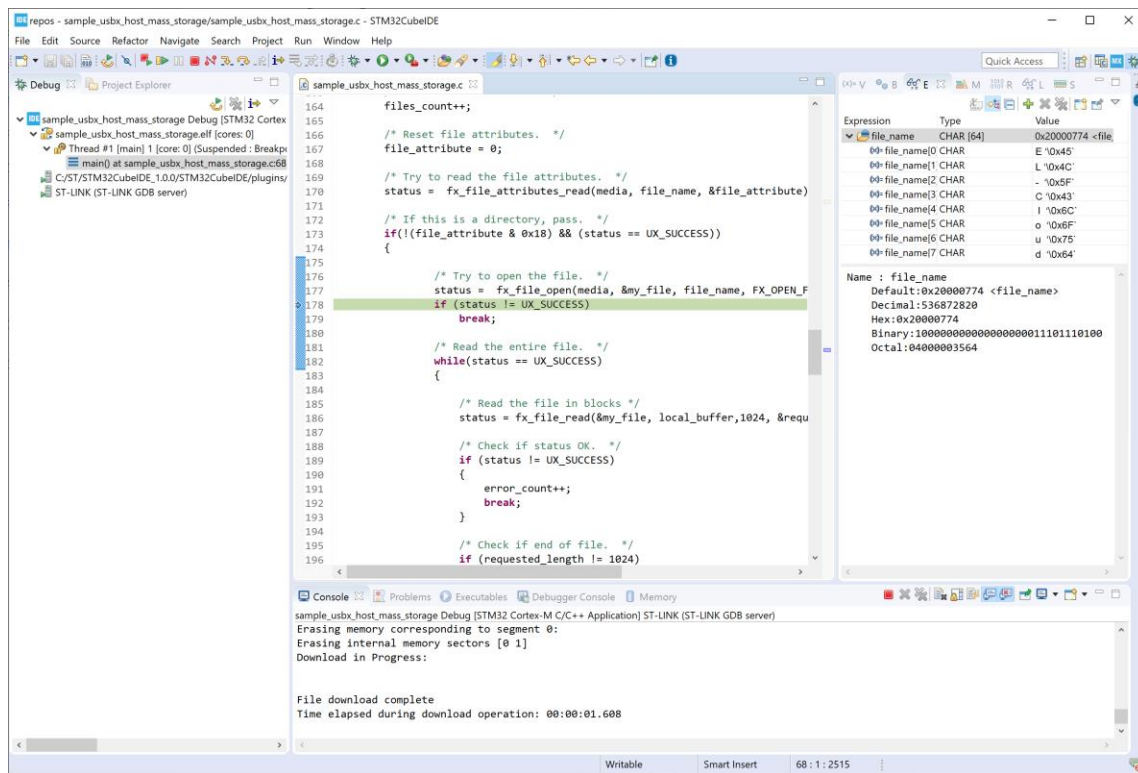 repos - sample_usbx_host_mass_storage/sample_usbx_host_mass_storage.c - STM32CubeIDE
File Edit Source Refactor Navigate Search Project Run Window Help
Quick Access
Debug Project Explorer
sample_usbx_host_mass_storage Debug [STM32 Cortex
sample_usbx_host_mass_storage.elf [cores: 0]
Thread #1 [main] 1 [core: 0] (Suspended : Breakp
main() at sample_usbx_host_mass_storage.c:68
C:/ST/STM32CubeIDE_1.0.0/STM32CubeIDE/plugins/
ST-LINK (ST-LINK GDB server)
sample_usbx_host_mass_storage.c
164 files_count++;
165
166 /* Reset file attributes. */
167 file_attribute = 0;
168
169 /* Try to read the file attributes. */
170 status = fx_file_attributes_read(media, file_name, &file_attribute)
171
172 /* If this is a directory, pass. */
173 if(!(file_attribute & 0x18) && (status == UX_SUCCESS))
174 {
175
176 /* Try to open the file. */
177 status = fx_file_open(media, &my_file, file_name, FX_OPEN_F
178 if (status != UX_SUCCESS)
179 break;
180
181 /* Read the entire file. */
182 while(status == UX_SUCCESS)
183 {
184
185 /* Read the file in blocks */
186 status = fx_file_read(&my_file, local_buffer,1024, &requ
187
188 /* Check if status OK. */
189 if (status != UX_SUCCESS)
190 {
191 error_count++;
192 break;
193 }
194
195 /* Check if end of file. */
196 if (requested_length != 1024)
(x)= V B E M R L S
Expression Type Value
file_name CHAR [64] 0x20000774 <file_
(x)= file_name[0 CHAR E '\0x45'
(x)= file_name[1 CHAR L '\0x4C'
(x)= file_name[2 CHAR - '\0x5F'
(x)= file_name[3 CHAR C '\0x43'
(x)= file_name[4 CHAR l '\0x6C'
(x)= file_name[5 CHAR o '\0x6F'
(x)= file_name[6 CHAR u '\0x75'
(x)= file_name[7 CHAR d '\0x64'
Name : file_name
Default:0x20000774 <file_name>
Decimal:536872820
Hex:0x20000774
Binary:100000000000000000011101110100
Octal:04000003564
Console Problems Executables Debugger Console Memory
sample_usbx_host_mass_storage Debug [STM32 Cortex-M C/C++ Application] ST-LINK (ST-LINK GDB server)
Erasing memory corresponding to segment 0:
Erasing internal memory sectors [0 1]
Download in Progress:
File download complete
Time elapsed during download operation: 00:00:01.608
Writable Smart Insert 68 : 1 : 2515